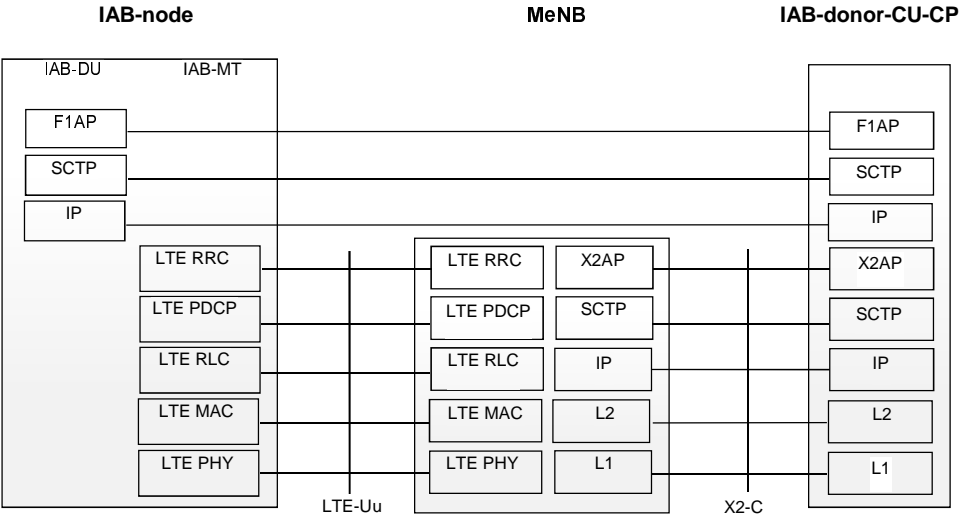 IAB-node MeNB IAB-donor-CU-CP
IAB-DU IAB-MT
F1AP F1AP
SCTP SCTP
IP IP
LTE RRC LTE RRC X2AP X2AP
LTE PDCP LTE PDCP SCTP SCTP
LTE RLC LTE RLC IP IP
LTE MAC LTE MAC L2 L2
LTE PHY LTE PHY L1 L1
LTE-Uu X2-C